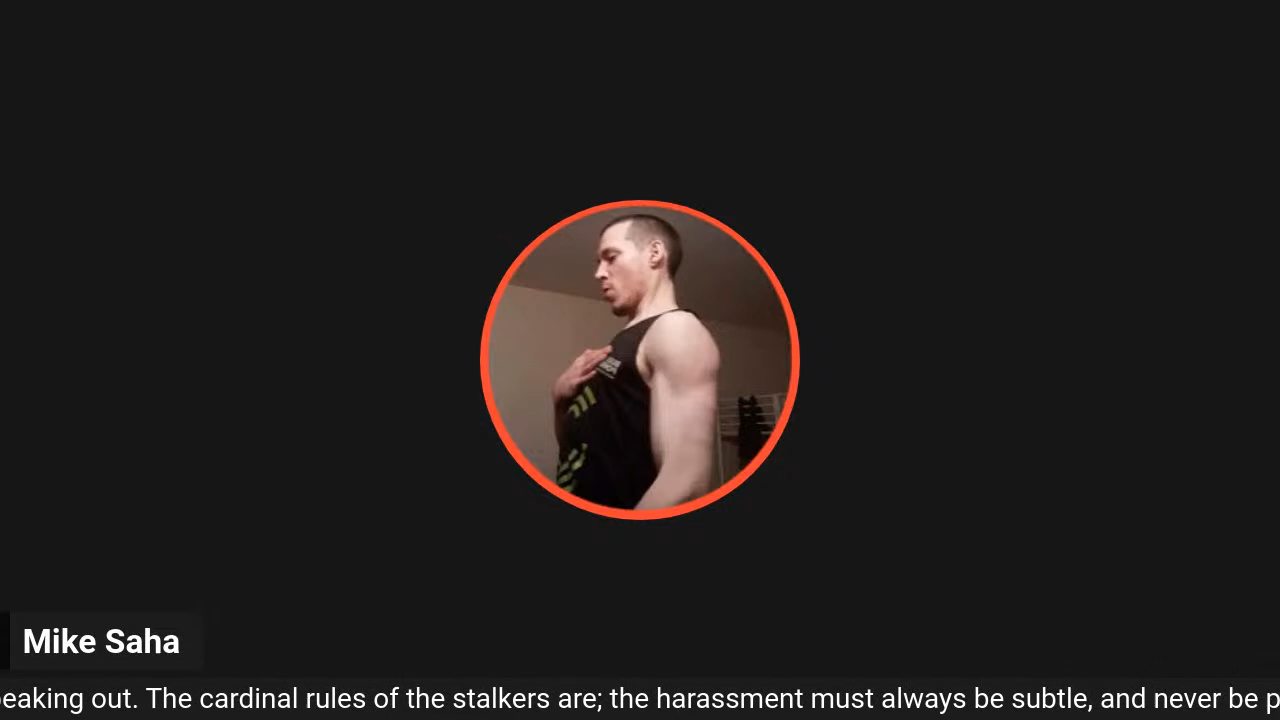 Mike Saha
peaking out. The cardinal rules of the stalkers are; the harassment must always be subtle, and never be p